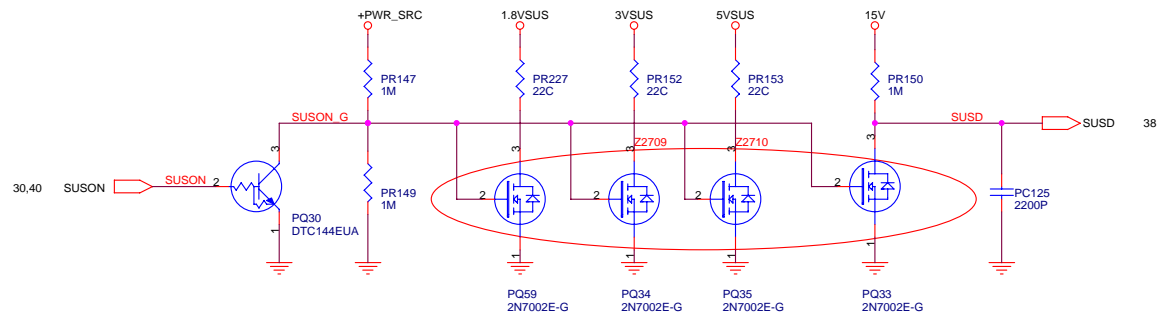 +PWR_SRC
1.8VSUS
3VSUS
5VSUS
15V
PR147
1M
PR227
22C
PR152
22C
PR153
22C
PR150
1M
SUSON_G
SUSD
SUSD 38
3
3
3
Z2709
3
Z2710
3
30,40 SUSON
SUSON
2
PR149
1M
2
2
2
2
PC125
2200P
PQ30
DTC144EUA
1
1
1
1
1
PQ59
2N7002E-G
PQ34
2N7002E-G
PQ35
2N7002E-G
PQ33
2N7002E-G